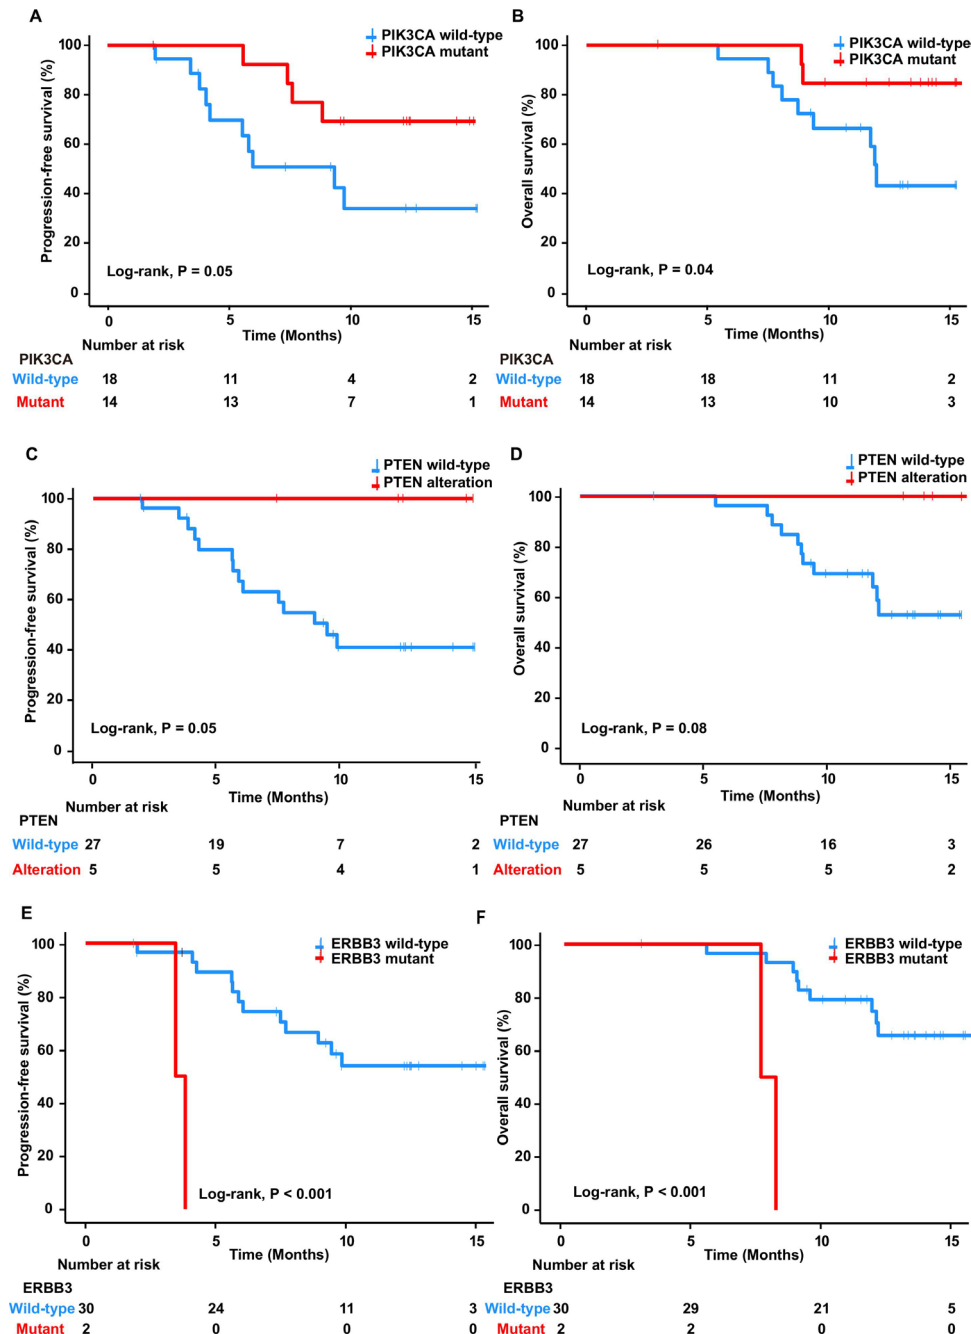 A
PIK3CA wild-type
PIK3CA mutant
Progression-free survival (%)
100
80
60
40
20
0
Log-rank, P = 0.05
0 5 10 15
Time (Months)
Number at risk
PIK3CA
Wild-type 18 11 4 2
Mutant 14 13 7 1
B
PIK3CA wild-type
PIK3CA mutant
Overall survival (%)
100
80
60
40
20
0
Log-rank, P = 0.04
0 5 10 15
Time (Months)
Number at risk
PIK3CA
Wild-type 18 18 11 2
Mutant 14 13 10 3
C
PTEN wild-type
PTEN alteration
Progression-free survival (%)
100
80
60
40
20
0
Log-rank, P = 0.05
0 5 10 15
Time (Months)
Number at risk
PTEN
Wild-type 27 19 7 2
Alteration 5 5 4 1
D
PTEN wild-type
PTEN alteration
Overall survival (%)
100
80
60
40
20
0
Log-rank, P = 0.08
0 5 10 15
Time (Months)
Number at risk
PTEN
Wild-type 27 26 16 3
Alteration 5 5 5 2
E
ERBB3 wild-type
ERBB3 mutant
Progression-free survival (%)
100
80
60
40
20
0
Log-rank, P < 0.001
0 5 10 15
Time (Months)
Number at risk
ERBB3
Wild-type 30 24 11 3
Mutant 2 0 0 0
F
ERBB3 wild-type
ERBB3 mutant
Overall survival (%)
100
80
60
40
20
0
Log-rank, P < 0.001
0 5 10 15
Time (Months)
Number at risk
ERBB3
Wild-type 30 29 21 5
Mutant 2 2 0 0